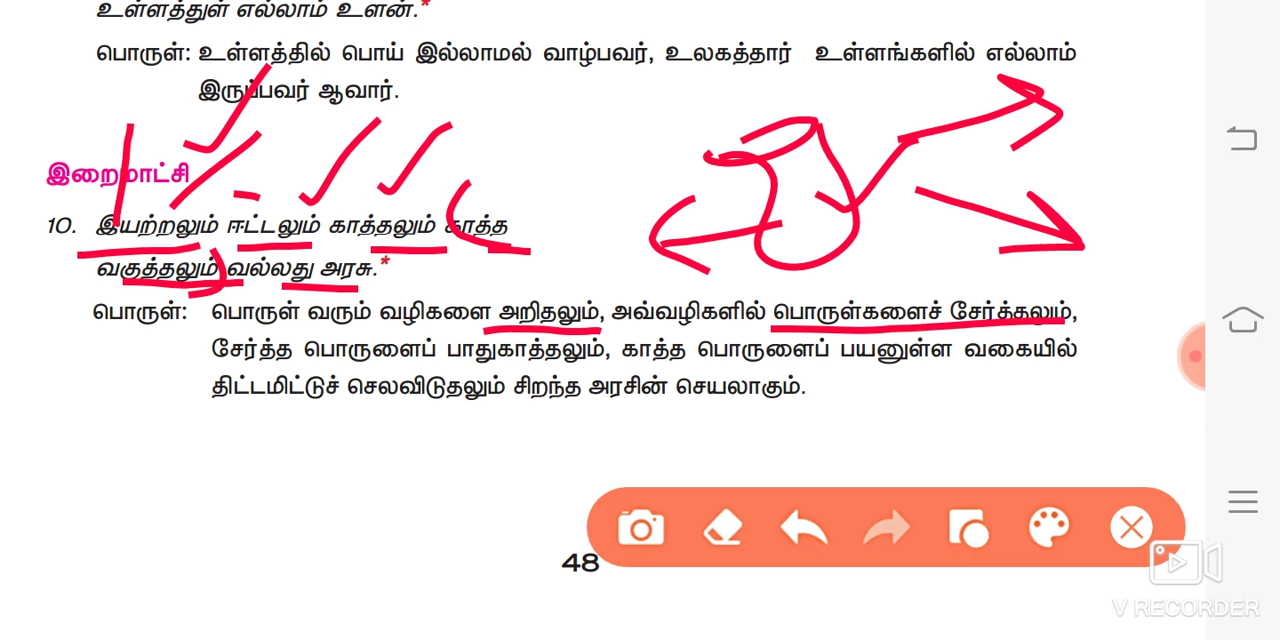 உள்ளத்துள் எல்லாம் உளன்.*
பொருள்: உள்ளத்தில் பொய் இல்லாமல் வாழ்பவர், உலகத்தார் உள்ளங்களில் எல்லாம்
இருப்பவர் ஆவார்.
இறைமாட்சி
10. இயற்றலும் ஈட்டலும் காத்தலும் காத்த
வகுத்தலும் வல்லது அரசு.*
பொருள்: பொருள் வரும் வழிகளை அறிதலும், அவ்வழிகளில் பொருள்களைச் சேர்த்தலும்,
சேர்த்த பொருளைப் பாதுகாத்தலும், காத்த பொருளைப் பயனுள்ள வகையில்
திட்டமிட்டுச் செலவிடுதலும் சிறந்த அரசின் செயலாகும்.
48
V RECORDER